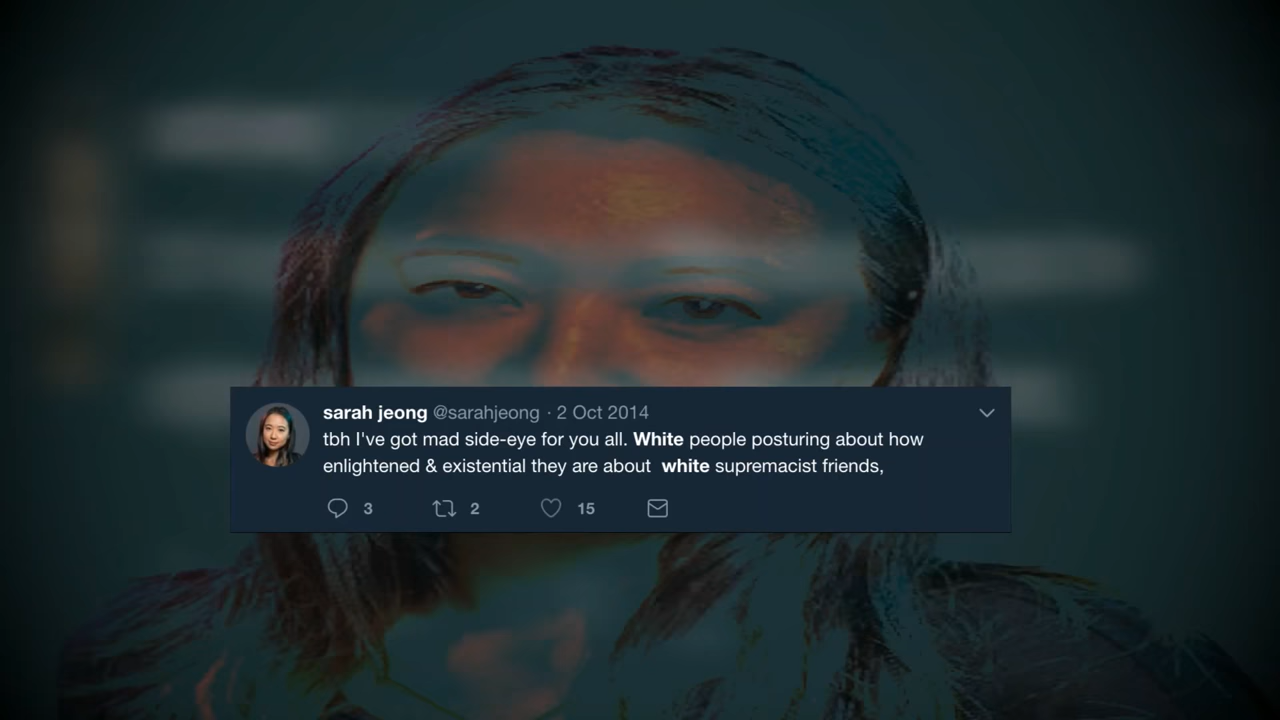 sarah jeong @sarahjeong · 2 Oct 2014
tbh I've got mad side-eye for you all. White people posturing about how
enlightened & existential they are about white supremacist friends,
3 2 15